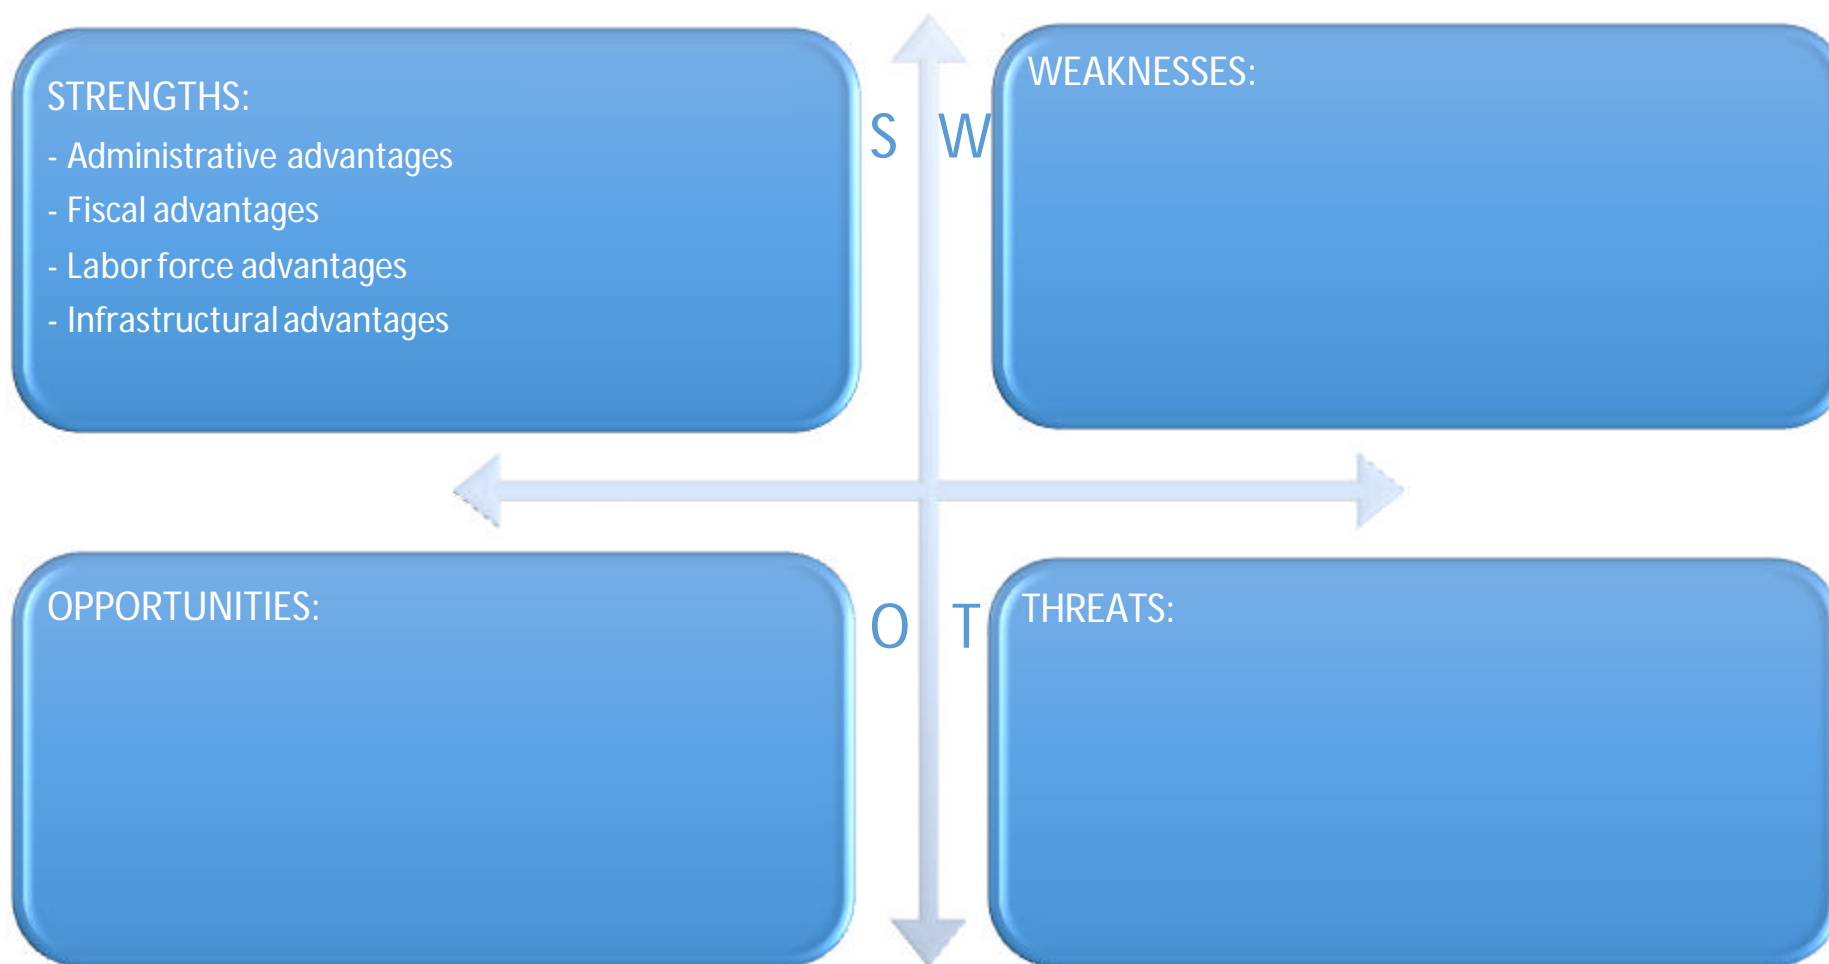 STRENGTHS:
- Administrative advantages
- Fiscal advantages
- Labor force advantages
- Infrastructural advantages
S W
WEAKNESSES:
OPPORTUNITIES:
O T
THREATS: